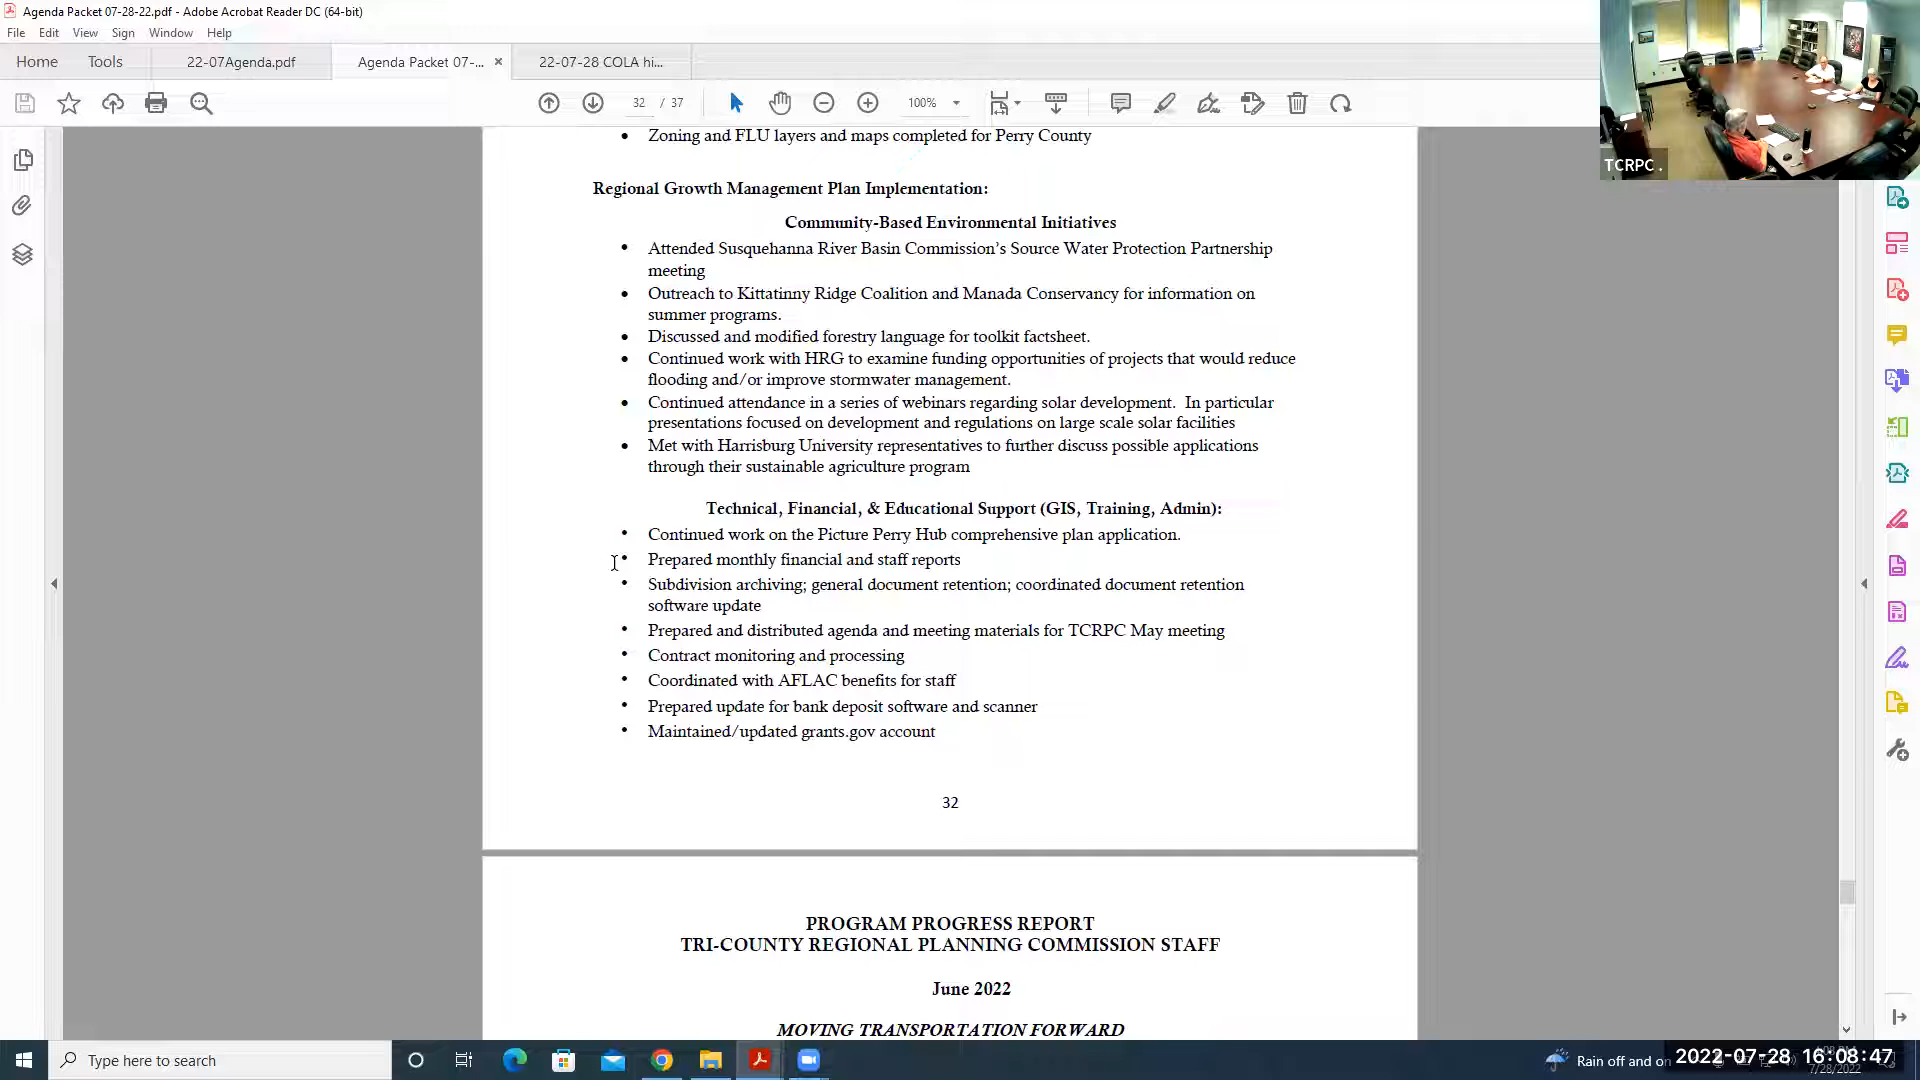 Agenda Packet 07-28-22.pdf - Adobe Acrobat Reader DC (64-bit)
File Edit View Sign Window Help
Home Tools 22-07Agenda.pdf Agenda Packet 07-... × 22-07-28 COLA hi...
32 / 37 100%
TCRPC .
• Zoning and FLU layers and maps completed for Perry County
Regional Growth Management Plan Implementation:
Community-Based Environmental Initiatives
• Attended Susquehanna River Basin Commission's Source Water Protection Partnership
meeting
• Outreach to Kittatinny Ridge Coalition and Manada Conservancy for information on
summer programs.
• Discussed and modified forestry language for toolkit factsheet.
• Continued work with HRG to examine funding opportunities of projects that would reduce
flooding and/or improve stormwater management.
• Continued attendance in a series of webinars regarding solar development. In particular
presentations focused on development and regulations on large scale solar facilities
• Met with Harrisburg University representatives to further discuss possible applications
through their sustainable agriculture program
Technical, Financial, & Educational Support (GIS, Training, Admin):
• Continued work on the Picture Perry Hub comprehensive plan application.
• Prepared monthly financial and staff reports
• Subdivision archiving; general document retention; coordinated document retention
software update
• Prepared and distributed agenda and meeting materials for TCRPC May meeting
• Contract monitoring and processing
• Coordinated with AFLAC benefits for staff
• Prepared update for bank deposit software and scanner
• Maintained/updated grants.gov account
32
PROGRAM PROGRESS REPORT
TRI-COUNTY REGIONAL PLANNING COMMISSION STAFF
June 2022
MOVING TRANSPORTATION FORWARD
Type here to search
Rain off and on
2022-07-28 16:08:47
7/28/2022